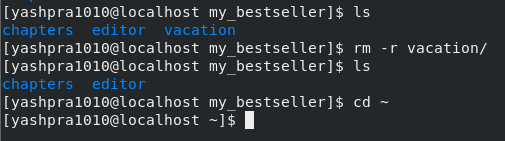 [yashpra1010@localhost my_bestseller]$ ls
chapters  editor  vacation
[yashpra1010@localhost my_bestseller]$ rm -r vacation/
[yashpra1010@localhost my_bestseller]$ ls
chapters  editor
[yashpra1010@localhost my_bestseller]$ cd ~
[yashpra1010@localhost ~]$